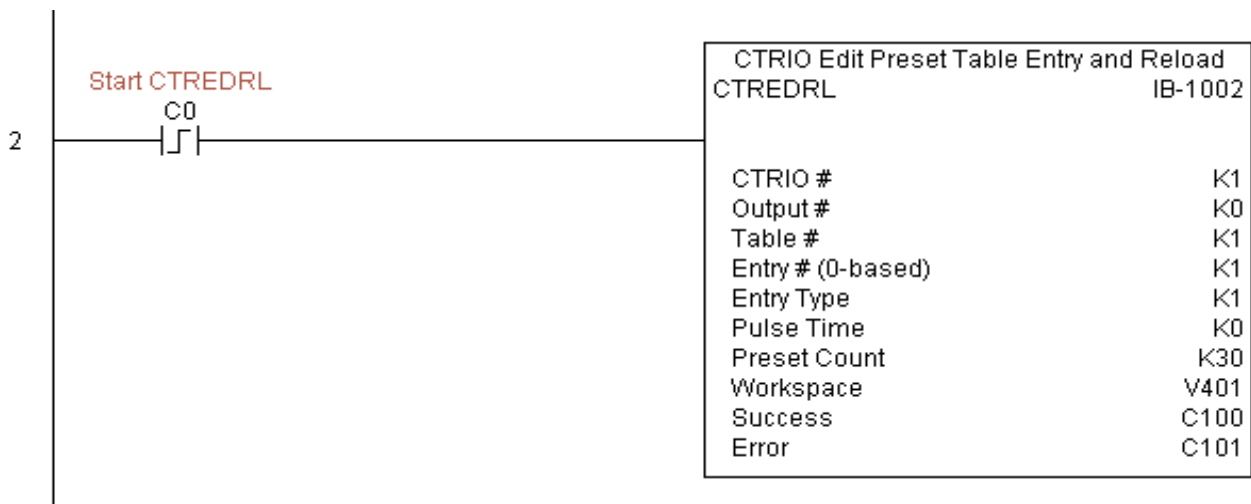 Start CTREDRL
C0
2
CTRIO Edit Preset Table Entry and Reload
CTREDRL IB-1002
CTRIO # K1
Output # K0
Table # K1
Entry # (0-based) K1
Entry Type K1
Pulse Time K0
Preset Count K30
Workspace V401
Success C100
Error C101